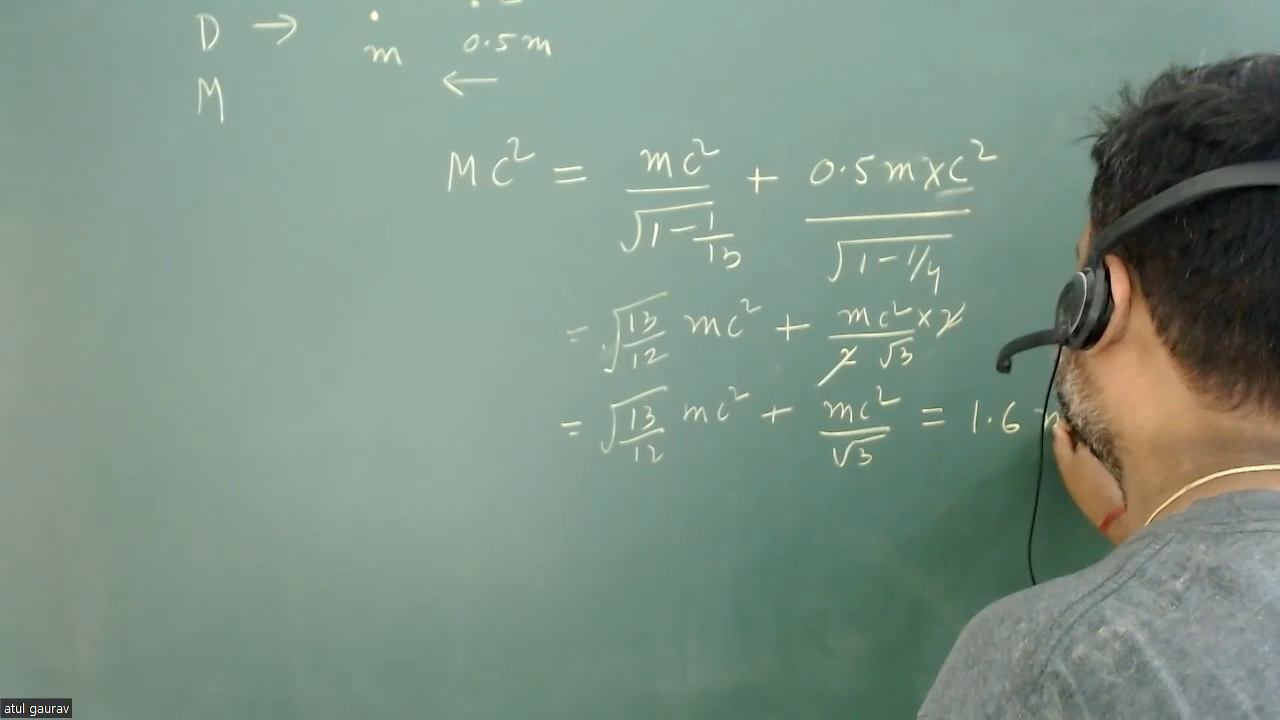 D → m 0.5 m
M ←
MC² = mc²/√(1-1/13) + 0.5m×c²/√(1-1/4)
= √(13/12) mc² + mc²×2/2√3
= √(13/12) mc² + mc²/√3 = 1.6
atul gaurav